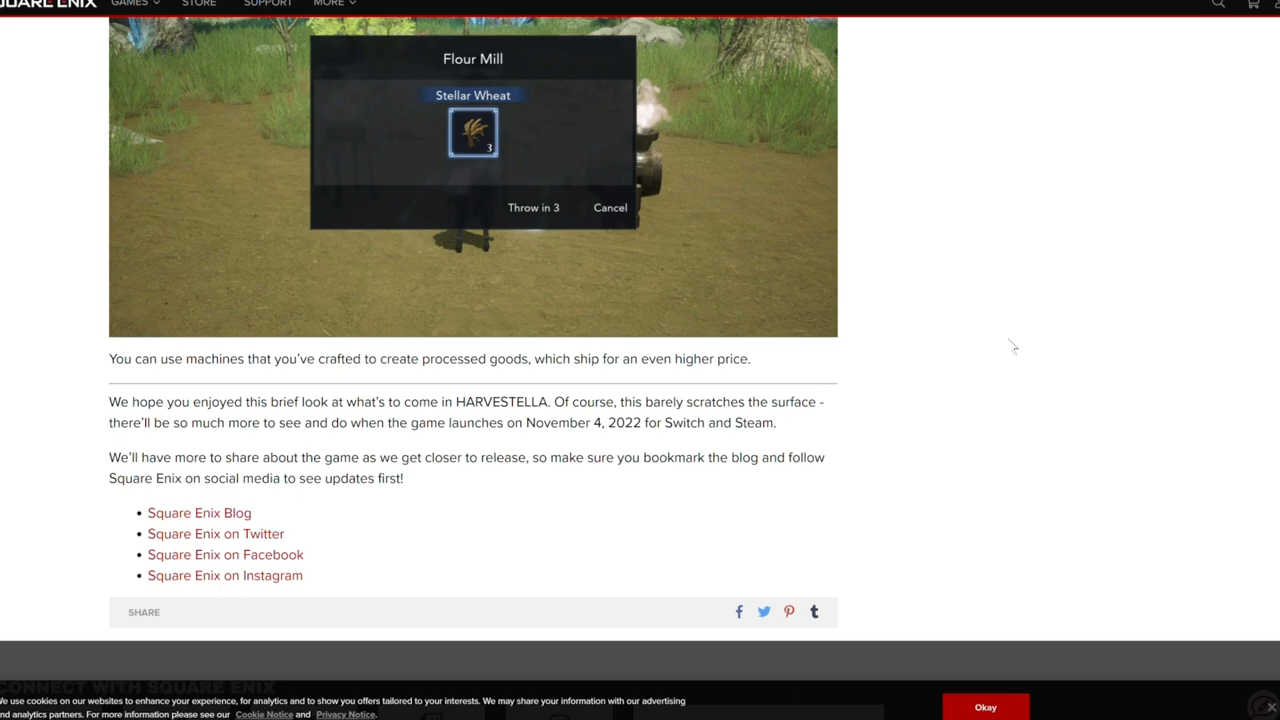 SQUARE ENIX GAMES STORE SUPPORT MORE
Flour Mill
Stellar Wheat
3
Throw in 3 Cancel
You can use machines that you’ve crafted to create processed goods, which ship for an even higher price.
We hope you enjoyed this brief look at what’s to come in HARVESTELLA. Of course, this barely scratches the surface -
there’ll be so much more to see and do when the game launches on November 4, 2022 for Switch and Steam.
We’ll have more to share about the game as we get closer to release, so make sure you bookmark the blog and follow
Square Enix on social media to see updates first!
• Square Enix Blog
• Square Enix on Twitter
• Square Enix on Facebook
• Square Enix on Instagram
SHARE
CONNECT WITH SQUARE ENIX
We use cookies on our websites to enhance your experience, for analytics and to show you offers tailored to your interests. We may share your information with our advertising
and analytics partners. For more information please see our Cookie Notice and Privacy Notice.
Okay